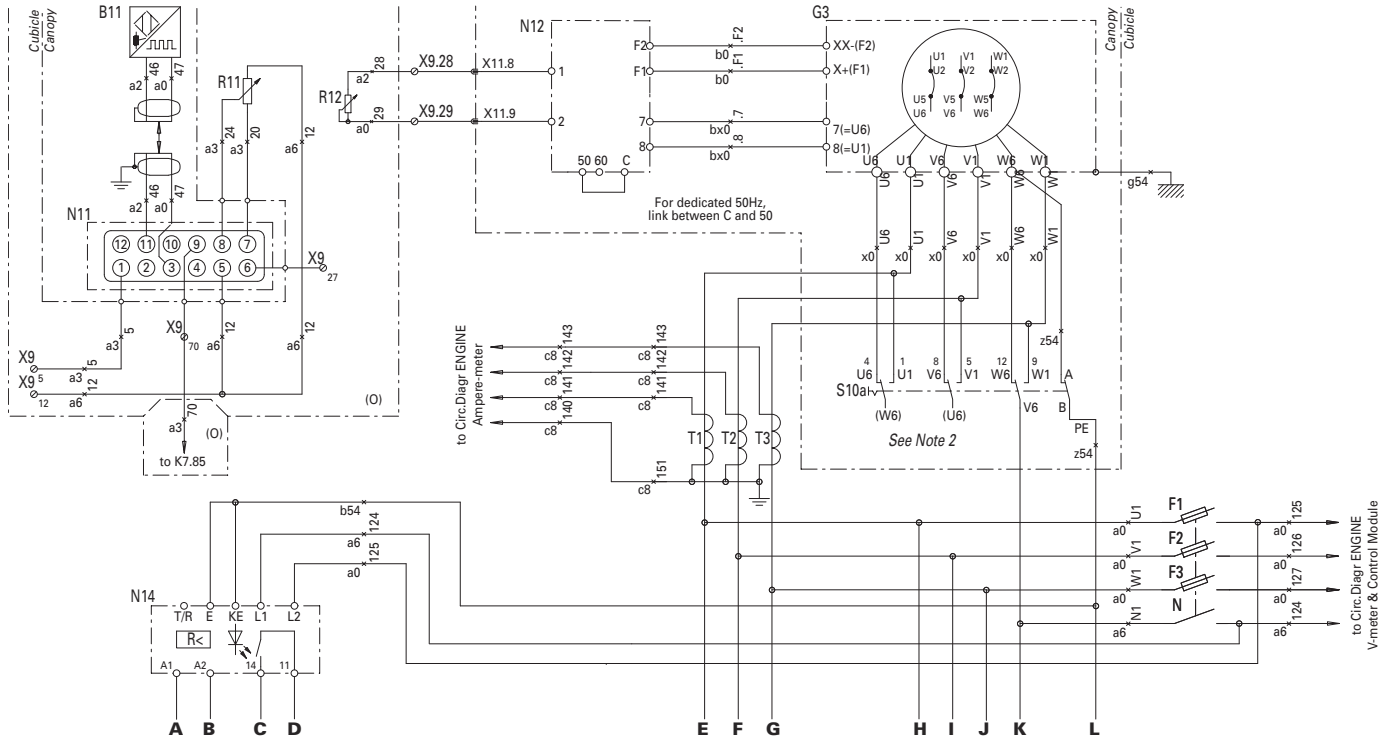 B11
Cubicle
Canopy
46
47
a2
a0
R11
24
20
12
a3
a3
a6
46
47
a2
a0
N11
12 11 10 9 8 7
1 2 3 4 5 6
X9
27
5
a3
X9
70
12
a6
12
a6
X9
5
5
a3
X9
12
12
a6
(O)
70
a3
(O)
to K7.85
R12
28
a2
X9.28
X11.8
29
a0
X9.29
X11.9
N12
1
2
F2
F1
7
8
50 60 C
.F2
b0
.F1
b0
.7
bx0
.8
bx0
For dedicated 50Hz,
link between C and 50
G3
XX-(F2)
X+(F1)
7(=U6)
8(=U1)
U1 V1 W1
U2 V2 W2
U5 V5 W5
U6 V6 W6
U6 U1 V6 V1 W6 W1
U6 U1 V6 V1 W6 W1
Canopy
Cubicle
g54
U6 U1 V6 V1 W6 W1
x0 x0 x0 x0 x0 x0
z54
4 1 8 5 12 9
U6 U1 V6 V1 W6 W1 A
S10a
(W6) (U6) V6 B
PE
See Note 2
z54
to Circ.Diagr ENGINE
Ampere-meter
143
c8
143
c8
142
c8
142
c8
141
c8
141
c8
140
c8
151
c8
T1 T2 T3
b54
124
a6
125
a0
N14
T/R E KE L1 L2
R<
A1 A2 14 11
U1
a0
F1
125
a0
V1
a0
F2
126
a0
W1
a0
F3
127
a0
N1
a6
N
124
a6
to Circ.Diagr ENGINE
V-meter & Control Module
A B C D E F G H I J K L